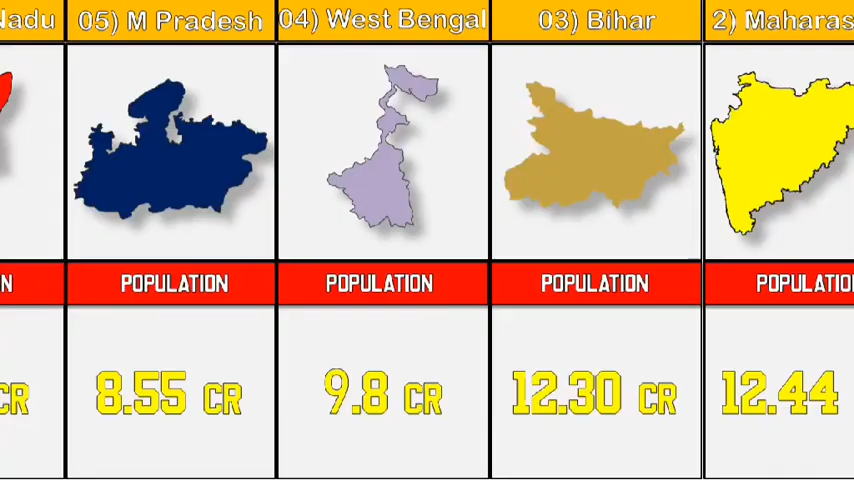 Nadu 05) M Pradesh 04) West Bengal 03) Bihar 2) Maharas
N POPULATION POPULATION POPULATION POPULATIO
CR 8.55 CR 9.8 CR 12.30 CR 12.44